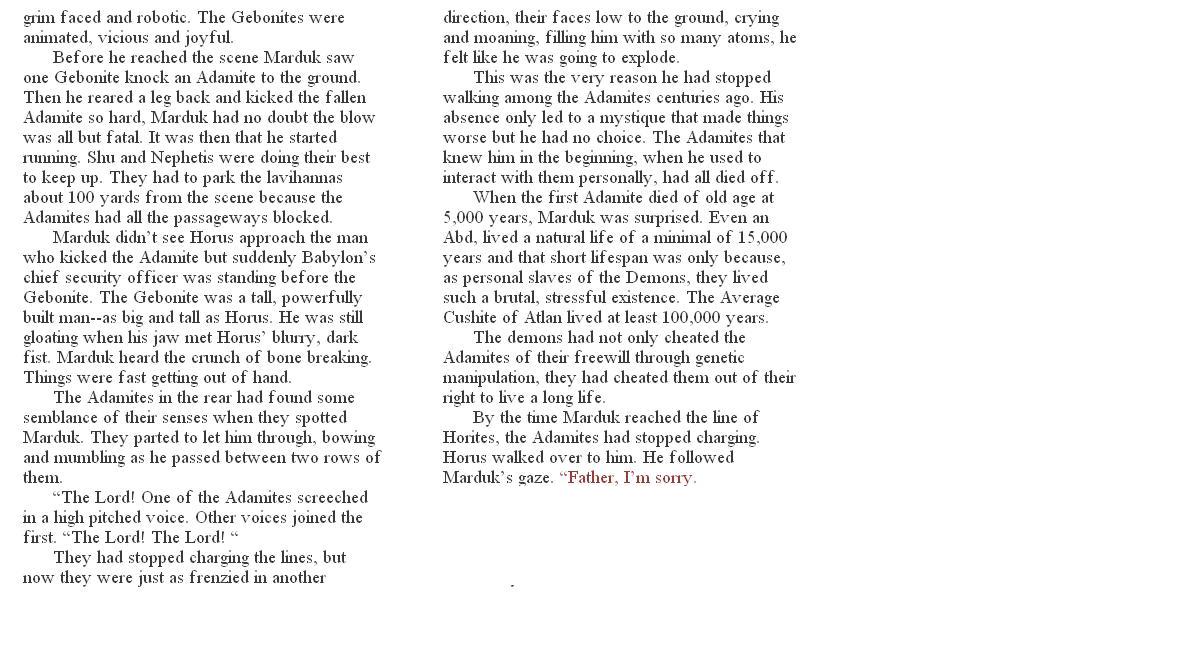 grim faced and robotic. The Gebonites were
animated, vicious and joyful.
Before he reached the scene Marduk saw
one Gebonite knock an Adamite to the ground.
Then he reared a leg back and kicked the fallen
Adamite so hard, Marduk had no doubt the blow
was all but fatal. It was then that he started
running. Shu and Nephetis were doing their best
to keep up. They had to park the lavihannas
about 100 yards from the scene because the
Adamites had all the passageways blocked.
Marduk didn’t see Horus approach the man
who kicked the Adamite but suddenly Babylon’s
chief security officer was standing before the
Gebonite. The Gebonite was a tall, powerfully
built man--as big and tall as Horus. He was still
gloating when his jaw met Horus’ blurry, dark
fist. Marduk heard the crunch of bone breaking.
Things were fast getting out of hand.
The Adamites in the rear had found some
semblance of their senses when they spotted
Marduk. They parted to let him through, bowing
and mumbling as he passed between two rows of
them.
“The Lord! One of the Adamites screeched
in a high pitched voice. Other voices joined the
first. “The Lord! The Lord! “
They had stopped charging the lines, but
now they were just as frenzied in another
direction, their faces low to the ground, crying
and moaning, filling him with so many atoms, he
felt like he was going to explode.
This was the very reason he had stopped
walking among the Adamites centuries ago. His
absence only led to a mystique that made things
worse but he had no choice. The Adamites that
knew him in the beginning, when he used to
interact with them personally, had all died off.
When the first Adamite died of old age at
5,000 years, Marduk was surprised. Even an
Abd, lived a natural life of a minimal of 15,000
years and that short lifespan was only because,
as personal slaves of the Demons, they lived
such a brutal, stressful existence. The Average
Cushite of Atlan lived at least 100,000 years.
The demons had not only cheated the
Adamites of their freewill through genetic
manipulation, they had cheated them out of their
right to live a long life.
By the time Marduk reached the line of
Horites, the Adamites had stopped charging.
Horus walked over to him. He followed
Marduk’s gaze. “Father, I’m sorry.